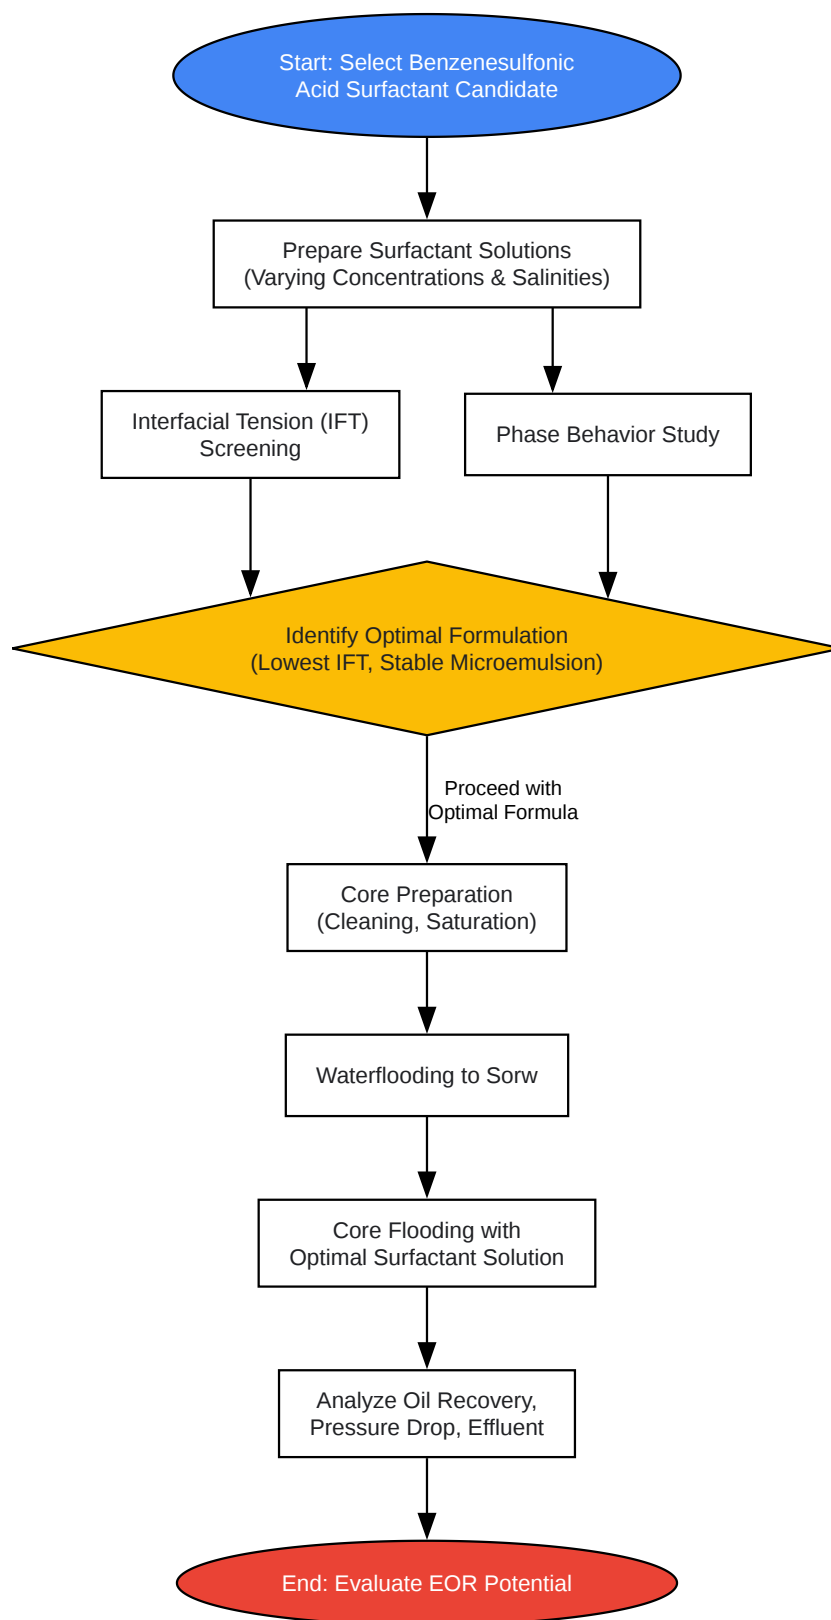 Start: Select Benzenesulfonic
Acid Surfactant Candidate
Prepare Surfactant Solutions
(Varying Concentrations & Salinities)
Interfacial Tension (IFT)
Screening
Phase Behavior Study
Identify Optimal Formulation
(Lowest IFT, Stable Microemulsion)
Proceed with
Optimal Formula
Core Preparation
(Cleaning, Saturation)
Waterflooding to Sorw
Core Flooding with
Optimal Surfactant Solution
Analyze Oil Recovery,
Pressure Drop, Effluent
End: Evaluate EOR Potential